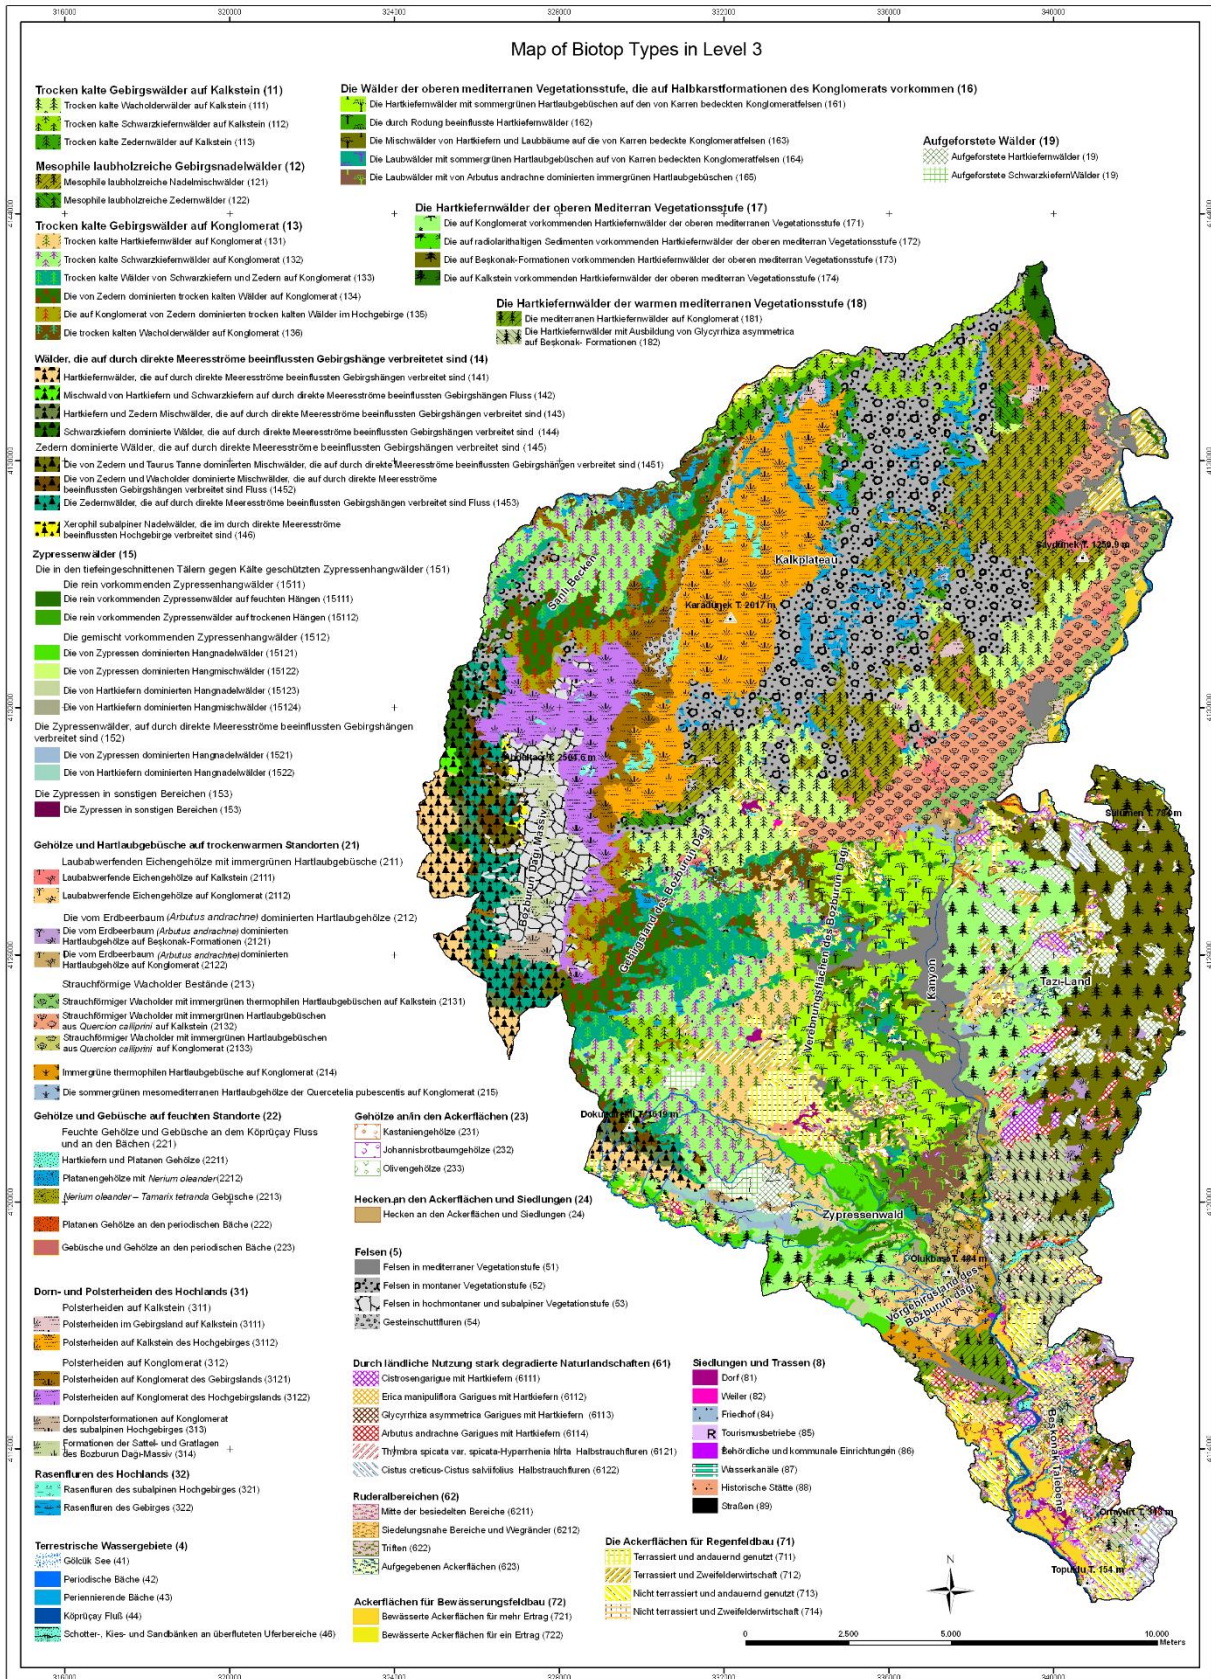 316000 320000 324000 328000 332000 336000 340000
Map of Biotop Types in Level 3
Trocken kalte Gebirgswälder auf Kalkstein (11)
Trocken kalte Wacholderwälder auf Kalkstein (111)
Trocken kalte Schwarzkiefernwälder auf Kalkstein (112)
Trocken kalte Zedernwälder auf Kalkstein (113)
Mesophile laubholzreiche Gebirgsnadelwälder (12)
Mesophile laubholzreiche Nadelmischwälder (121)
Mesophile laubholzreiche Zedernwälder (122)
Trocken kalte Gebirgswälder auf Konglomerat (13)
Trocken kalte Hartkiefernwälder auf Konglomerat (131)
Trocken kalte Schwarzkiefernwälder auf Konglomerat (132)
Trocken kalte Wälder von Schwarzkiefern und Zedern auf Konglomerat (133)
Die von Zedern dominierten trocken kalten Wälder auf Konglomerat (134)
Die auf Konglomerat von Zedern dominierten trocken kalten Wälder im Hochgebirge (135)
Die trocken kalten Wacholderwälder auf Konglomerat (136)
Wälder, die auf durch direkte Meeresströme beeinflussten Gebirgshänge verbreitetet sind (14)
Hartkiefernwälder, die auf durch direkte Meeresströme beeinflussten Gebirgshängen verbreitet sind (141)
Mischwald von Hartkiefern und Schwarzkiefern auf durch direkte Meeresströme beeinflussten Gebirgshängen Fluss (142)
Hartkiefern und Zedern Mischwälder, die auf durch direkte Meeresströme beeinflussten Gebirgshängen verbreitet sind (143)
Schwarzkiefern dominierte Wälder, die auf durch direkte Meeresströme beeinflussten Gebirgshängen verbreitet sind (144)
Zedern dominierte Wälder, die auf durch direkte Meeresströme beeinflussten Gebirgshängen verbreitet sind (145)
Die von Zedern und Taurus Tanne dominierten Mischwälder, die auf durch direkte Meeresströme beeinflussten Gebirgshängen verbreitet sind (1451)
Die von Zedern und Wacholder dominierte Mischwälder, die auf durch direkte Meeresströme
beeinflussten Gebirgshängen verbreitet sind Fluss (1452)
Die Zedernwälder, die auf durch direkte Meeresströme beeinflussten Gebirgshängen verbreitet sind Fluss (1453)
Xerophil subalpiner Nadelwälder, die im durch direkte Meeresströme
beeinflussten Hochgebirge verbreitet sind (146)
Zypressenwälder (15)
Die in den tiefeingeschnittenen Tälern gegen Kälte geschützten Zypressenhangwälder (151)
Die rein vorkommenden Zypressenhangwälder (1511)
Die rein vorkommenden Zypressenwälder auf feuchten Hängen (15111)
Die rein vorkommenden Zypressenwälder auf trockenen Hängen (15112)
Die gemischt vorkommenden Zypressenhangwälder (1512)
Die von Zypressen dominierten Hangnadelwälder (15121)
Die von Zypressen dominierten Hangmischwälder (15122)
Die von Hartkiefern dominierten Hangnadelwälder (15123)
Die von Hartkiefern dominierten Hangmischwälder (15124)
Die Zypressenwälder, auf durch direkte Meeresströme beeinflussten Gebirgshängen
verbreitet sind (152)
Die von Zypressen dominierten Hangnadelwälder (1521)
Die von Hartkiefern dominierten Hangnadelwälder (1522)
Die Zypressen in sonstigen Bereichen (153)
Die Zypressen in sonstigen Bereichen (153)
Gehölze und Hartlaubgebüsche auf trockenwarmen Standorten (21)
Laubabwerfenden Eichengehölze mit immergrünen Hartlaubgebüsche (211)
Laubabwerfende Eichengehölze auf Kalkstein (2111)
Laubabwerfende Eichengehölze auf Konglomerat (2112)
Die vom Erdbeerbaum (Arbutus andrachne) dominierten Hartlaubgehölze (212)
Die vom Erdbeerbaum (Arbutus andrachne) dominierten
Hartlaubgehölze auf Beşkonak-Formationen (2121)
Die vom Erdbeerbaum (Arbutus andrachne) dominierten
Hartlaubgehölze auf Konglomerat (2122)
Strauchförmige Wacholder Bestände (213)
Strauchförmiger Wacholder mit immergrünen thermophilen Hartlaubgebüschen auf Kalkstein (2131)
Strauchförmiger Wacholder mit immergrünen Hartlaubgebüschen
aus Quercion calliprini auf Kalkstein (2132)
Strauchförmiger Wacholder mit immergrünen Hartlaubgebüschen
aus Quercion calliprini auf Konglomerat (2133)
Immergrüne thermophilen Hartlaubgebüsche auf Konglomerat (214)
Die sommergrünen mesomediterranen Hartlaubgehölze der Quercetelia pubescentis auf Konglomerat (215)
Gehölze und Gebüsche auf feuchten Standorte (22)
Feuchte Gehölze und Gebüsche an dem Köprüçay Fluss
und an den Bächen (221)
Hartkiefern und Platanen Gehölze (2211)
Platanengehölze mit Nerium oleander (2212)
Nerium oleander – Tamarix tetranda Gebüsche (2213)
Platanen Gehölze an den periodischen Bäche (222)
Gebüsche und Gehölze an den periodischen Bäche (223)
Dorn- und Polsterheiden des Hochlands (31)
Polsterheiden auf Kalkstein (311)
Polsterheiden im Gebirgsland auf Kalkstein (3111)
Polsterheiden auf Kalkstein des Hochgebirges (3112)
Polsterheiden auf Konglomerat (312)
Polsterheiden auf Konglomerat des Gebirgslands (3121)
Polsterheiden auf Konglomerat des Hochgebirgslands (3122)
Dornpolsterformationen auf Konglomerat
des subalpinen Hochgebirges (313)
Formationen der Sattel- und Gratlagen
des Bozburun Dağı-Massiv (314)
Rasenfluren des Hochlands (32)
Rasenfluren des subalpinen Hochgebirges (321)
Rasenfluren des Gebirges (322)
Terrestrische Wassergebiete (4)
Gölcük See (41)
Periodische Bäche (42)
Periennierende Bäche (43)
Köprüçay Fluß (44)
Schotter-, Kies- und Sandbänken an überfluteten Uferbereiche (46)
Die Wälder der oberen mediterranen Vegetationsstufe, die auf Halbkarstformationen des Konglomerats vorkommen (16)
Die Hartkiefernwälder mit sommergrünen Hartlaubgebüschen auf den von Karren bedeckten Konglomeratfelsen (161)
Die durch Rodung beeinflusste Hartkiefernwälder (162)
Die Mischwälder von Hartkiefern und Laubbäume auf die von Karren bedeckte Konglomeratfelsen (163)
Die Laubwälder mit sommergrünen Hartlaubgebüschen auf von Karren bedeckten Konglomeratfelsen (164)
Die Laubwälder mit von Arbutus andrachne dominierten immergrünen Hartlaubgebüschen (165)
Die Hartkiefernwälder der oberen Mediterran Vegetationsstufe (17)
Die auf Konglomerat vorkommenden Hartkiefernwälder der oberen mediterran Vegetationsstufe (171)
Die auf radiolarithaltigen Sedimenten vorkommenden Hartkiefernwälder der oberen mediterran Vegetationsstufe (172)
Die auf Beşkonak-Formationen vorkommenden Hartkiefernwälder der oberen mediterran Vegetationsstufe (173)
Die auf Kalkstein vorkommenden Hartkiefernwälder der oberen mediterran Vegetationsstufe (174)
Die Hartkiefernwälder der warmen mediterranen Vegetationsstufe (18)
Die mediteranen Hartkiefernwälder auf Konglomerat (181)
Die Hartkiefernwälder mit Ausbildung von Glycyrrhiza asymmetrica
auf Beşkonak- Formationen (182)
Aufgeforstete Wälder (19)
Aufgeforstete Hartkiefernwälder (19)
Aufgeforstete SchwarzkiefernWälder (19)
Saydünek T. 1250.9 m
Kalkplateau
Karadünek T. 2017 m
Bozburun Dağı Massiv
Gebirgsland des Bozburun Dağı
Verebnungsflächen des Bozburun Dağı
Kanyon
Tazı-Land
Zypressenwald
Vorgebirgsland des
Bozburun dağı
Beşkonak Talebene
Topuklu T. 154 m
Gehölze an/in den Ackerflächen (23)
Kastaniengehölze (231)
Johannisbrotbaumgehölze (232)
Olivengehölze (233)
Hecken an den Ackerflächen und Siedlungen (24)
Hecken an den Ackerflächen und Siedlungen (24)
Felsen (5)
Felsen in mediterraner Vegetationsstufe (51)
Felsen in montaner Vegetationsstufe (52)
Felsen in hochmontaner und subalpiner Vegetationsstufe (53)
Gesteinschuttfluren (54)
Durch ländliche Nutzung stark degradierte Naturlandschaften (61)
Cistrosengarigue mit Hartkiefern (6111)
Erica manipuliflora Garigues mit Hartkiefern (6112)
Glycyrrhiza asymmetrica Garigues mit Hartkiefern (6113)
Arbutus andrachne Garigues mit Hartkiefern (6114)
Thymbra spicata var. spicata-Hyparrhenia hirta Halbstrauchfluren (6121)
Cistus creticus-Cistus salviifolius Halbstrauchfluren (6122)
Ruderalbereichen (62)
Mitte der besiedelten Bereiche (6211)
Siedelungsnahe Bereiche und Wegränder (6212)
Triften (622)
Aufgegebenen Ackerflächen (623)
Ackerflächen für Bewässerungsfeldbau (72)
Bewässerte Ackerflächen für mehr Ertrag (721)
Bewässerte Ackerflächen für ein Ertrag (722)
Siedlungen und Trassen (8)
Dorf (81)
Weiler (82)
Friedhof (84)
R Tourismusbetriebe (85)
Behördliche und kommunale Einrichtungen (86)
Wasserkanäle (87)
Historische Stätte (88)
Straßen (89)
Die Ackerflächen für Regenfeldbau (71)
Terrassiert und andauernd genutzt (711)
Terrassiert und Zweifelderwirtschaft (712)
Nicht terrassiert und andauernd genutzt (713)
Nicht terrassiert und Zweifelderwirtschaft (714)
N
0 2.500 5.000 10.000
Meters
316000 320000 324000 328000 332000 336000 340000